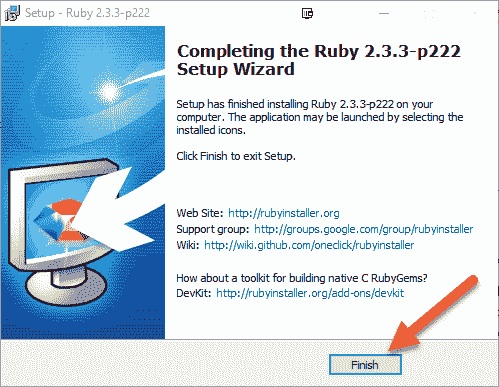 Setup - Ruby 2.3.3-p222
Completing the Ruby 2.3.3-p222
Setup Wizard
Setup has finished installing Ruby 2.3.3-p222 on your
computer. The application may be launched by selecting the
installed icons.
Click Finish to exit Setup.
Web Site: http://rubyinstaller.org
Support group: http://groups.google.com/group/rubyinstaller
Wiki: http://wiki.github.com/oneclick/rubyinstaller
How about a toolkit for building native C RubyGems?
DevKit: http://rubyinstaller.org/add-ons/devkit
Finish